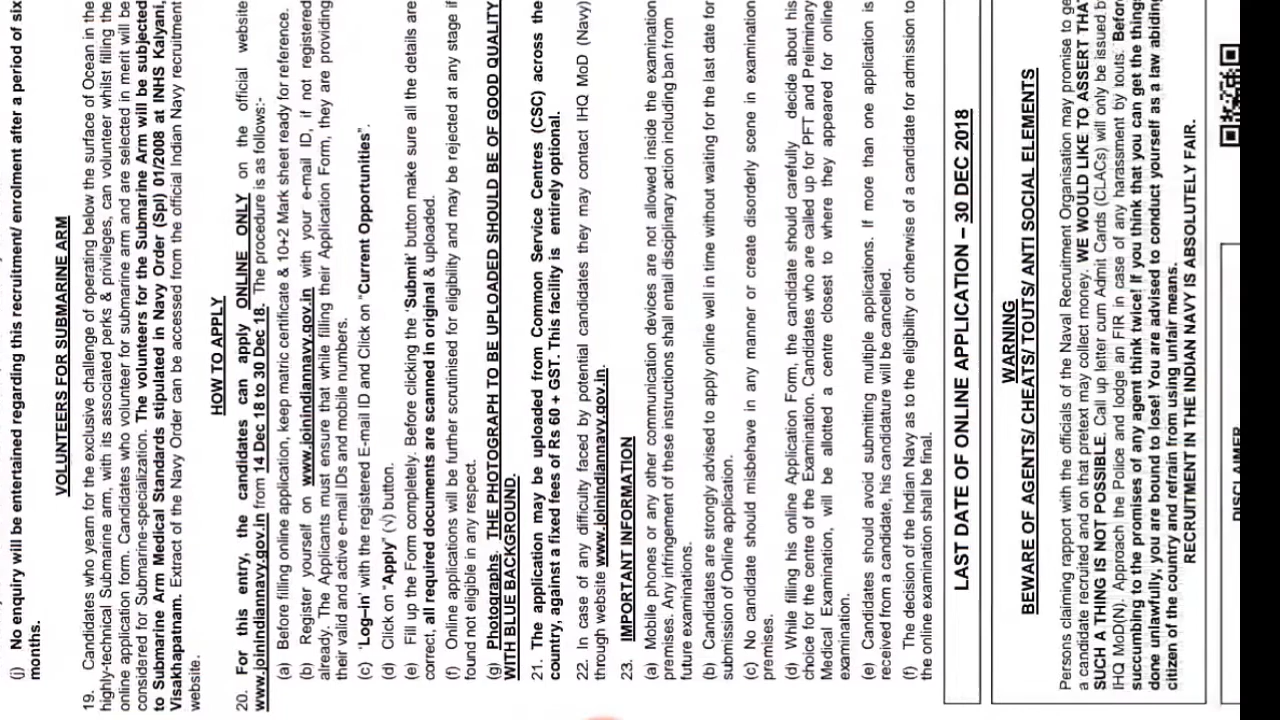 (j) No enquiry will be entertained regarding this recruitment/ enrolment after a period of six
months.
VOLUNTEERS FOR SUBMARINE ARM
19. Candidates who yearn for the exclusive challenge of operating below the surface of Ocean in the
highly-technical Submarine arm, with its associated perks & privileges, can volunteer whilst filling the
online application form. Candidates who volunteer for submarine arm and are selected in merit will be
considered for Submarine-specialization. The volunteers for the Submarine Arm will be subjected
to Submarine Arm Medical Standards stipulated in Navy Order (Spl) 01/2008 at INHS Kalyani,
Visakhapatnam. Extract of the Navy Order can be accessed from the official Indian Navy recruitment
website.
HOW TO APPLY
20. For this entry, the candidates can apply ONLINE ONLY on the official website
www.joinindiannavy.gov.in from 14 Dec 18 to 30 Dec 18. The procedure is as follows:-
(a) Before filling online application, keep matric certificate & 10+2 Mark sheet ready for reference.
(b) Register yourself on www.joinindiannavy.gov.in with your e-mail ID, if not registered
already. The Applicants must ensure that while filling their Application Form, they are providing
their valid and active e-mail IDs and mobile numbers.
(c) 'Log-in' with the registered E-mail ID and Click on "Current Opportunities".
(d) Click on "Apply" (√) button.
(e) Fill up the Form completely. Before clicking the 'Submit' button make sure all the details are
correct, all required documents are scanned in original & uploaded.
(f) Online applications will be further scrutinised for eligibility and may be rejected at any stage if
found not eligible in any respect.
(g) Photographs. THE PHOTOGRAPH TO BE UPLOADED SHOULD BE OF GOOD QUALITY
WITH BLUE BACKGROUND.
21. The application may be uploaded from Common Service Centres (CSC) across the
country, against a fixed fees of Rs 60 + GST. This facility is entirely optional.
22. In case of any difficulty faced by potential candidates they may contact IHQ MoD (Navy)
through website www.joinindiannavy.gov.in.
23. IMPORTANT INFORMATION
(a) Mobile phones or any other communication devices are not allowed inside the examination
premises. Any infringement of these instructions shall entail disciplinary action including ban from
future examinations.
(b) Candidates are strongly advised to apply online well in time without waiting for the last date for
submission of Online application.
(c) No candidate should misbehave in any manner or create disorderly scene in examination
premises.
(d) While filling his online Application Form, the candidate should carefully decide about his
choice for the centre of the Examination. Candidates who are called up for PFT and Preliminary
Medical Examination, will be allotted a centre closest to where they appeared for online
examination.
(e) Candidates should avoid submitting multiple applications. If more than one application is
received from a candidate, his candidature will be cancelled.
(f) The decision of the Indian Navy as to the eligibility or otherwise of a candidate for admission to
the online examination shall be final.
LAST DATE OF ONLINE APPLICATION – 30 DEC 2018
WARNING
BEWARE OF AGENTS/ CHEATS/TOUTS/ ANTI SOCIAL ELEMENTS
Persons claiming rapport with the officials of the Naval Recruitment Organisation may promise to ge
a candidate recruited and on that pretext may collect money. WE WOULD LIKE TO ASSERT THAT
SUCH A THING IS NOT POSSIBLE. Call up letter cum Admit Cards (CLACs) will only be issued by
IHQ MoD(N). Approach the Police and lodge an FIR in case of any harassment by touts. Before
succumbing to the promises of any agent think twice! If you think that you can get the things
done unlawfully, you are bound to lose! You are advised to conduct yourself as a law abiding
citizen of the country and refrain from using unfair means.
RECRUITMENT IN THE INDIAN NAVY IS ABSOLUTELY FAIR.